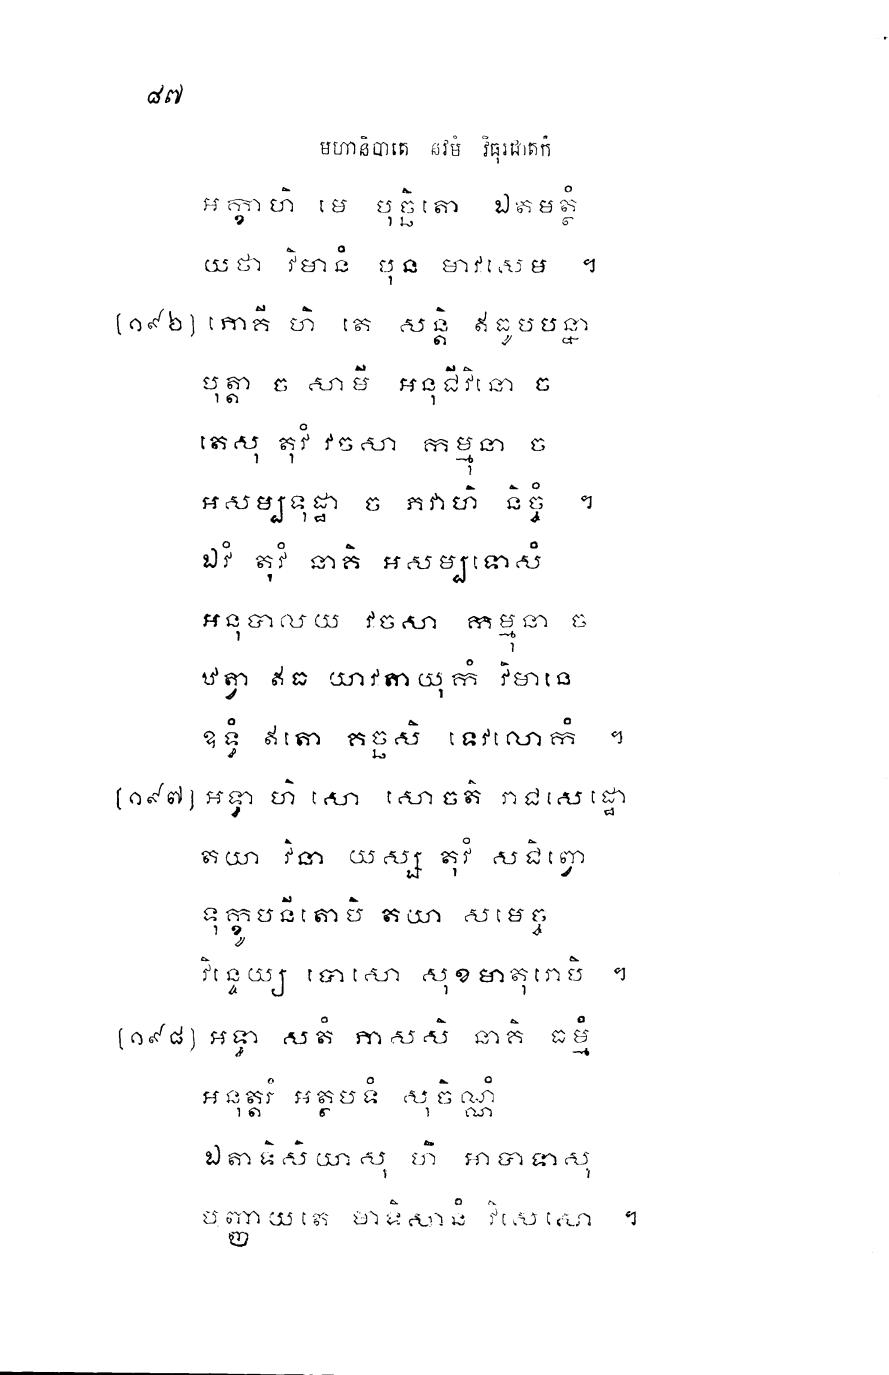 ៨៧
មហានិបាតេ នវមំ វិធុរជាតកំ
អក្ខាហិ មេ បុច្ឆិតោ ឯតមត្ថំ
យថា វិមានំ បុន មាវសេម ។
(១៩៦) ភោគី ហិ តេ សន្តិ ឥធូបបន្នា
បុត្តា ច សាមី អនុជីវិនោ ច
តេសុ តុវំ វចសា កម្មុនា ច
អសម្បទុដ្ឋា ច ភវាហិ និច្ចំ ។
ឯវំ តុវំ នាគិ អសម្បទោសំ
អនុបាលយ វចសា កម្មុនា ច
ឋត្វា ឥធ យាវតាយុកំ វិមានេ
ឧទ្ធំ ឥតោ គច្ឆសិ ទេវលោកំ ។
(១៩៧) អទ្ធា ហិ សោ សោចតិ រាជសេដ្ឋោ
តយា វិនា យស្ស តុវំ សជិព្វោ
ទុក្ខូបនីតោបិ តយា សមេច្ច
វិន្ទេយ្យ បោសោ សុខមាតុរោបិ ។
(១៩៨) អទ្ធា សតំ ភាសសិ នាគិ ធម្មំ
អនុត្តរំ អត្ថបទំ សុចិណ្ណំ
ឯតាទិសិយាសុ ហិ អាបទាសុ
បញ្ញាយតេ មាទិសានំ វិសេសោ ។